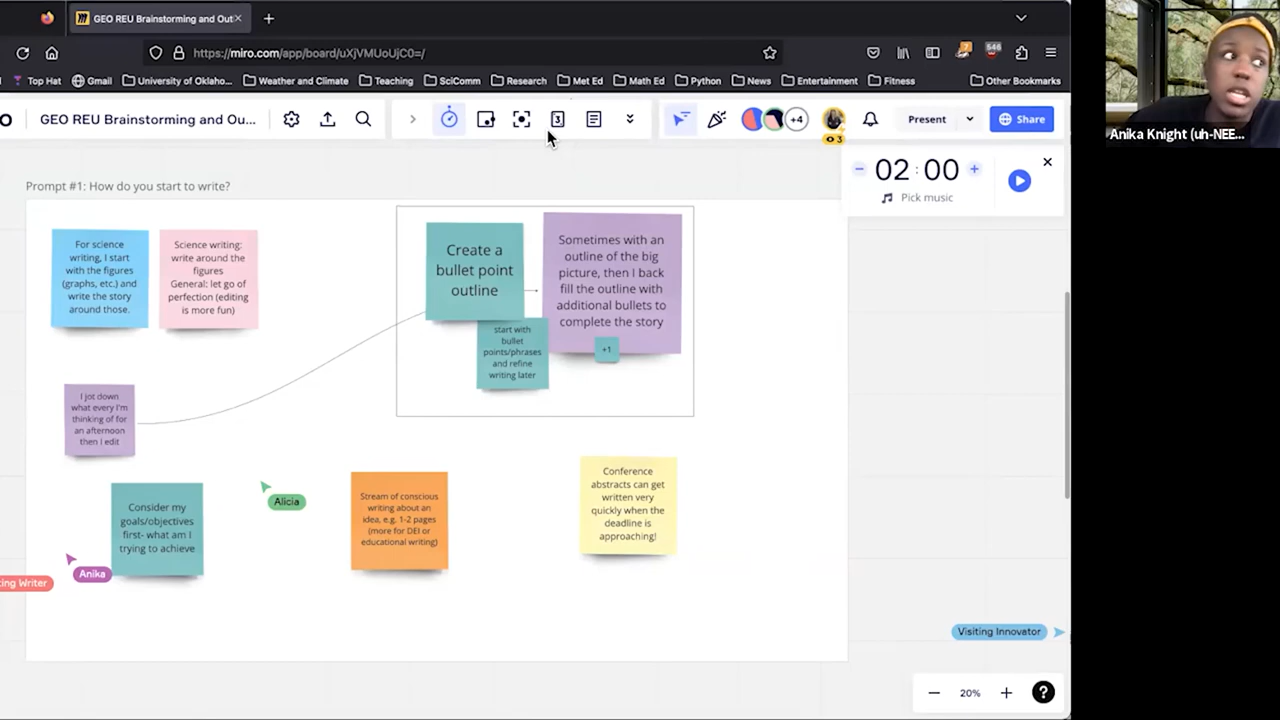 GEO REU Brainstorming and Out
https://miro.com/app/board/uXjVMUoUjC0=/
546
Top Hat
Gmail
University of Oklaho...
Weather and Climate
Teaching
SciComm
Research
Met Ed
Math Ed
Python
News
Entertainment
Fitness
Other Bookmarks
GEO REU Brainstorming and Ou...
3
+4
3
Present
Share
Anika Knight (uh-NEE...
02 : 00
Pick music
Prompt #1: How do you start to write?
For science
writing, I start
with the figures
(graphs, etc.) and
write the story
around those.
Science writing:
write around the
figures
General: let go of
perfection (editing
is more fun)
Create a
bullet point
outline
Sometimes with an
outline of the big
picture, then I back
fill the outline with
additional bullets to
complete the story
+1
start with
bullet
points/phrases
and refine
writing later
I jot down
what every I'm
thinking of for
an afternoon
then I edit
Consider my
goals/objectives
first- what am I
trying to achieve
Alicia
Anika
ing Writer
Stream of conscious
writing about an
idea, e.g. 1-2 pages
(more for DEI or
educational writing)
Conference
abstracts can get
written very
quickly when the
deadline is
approaching!
Visiting Innovator
20%